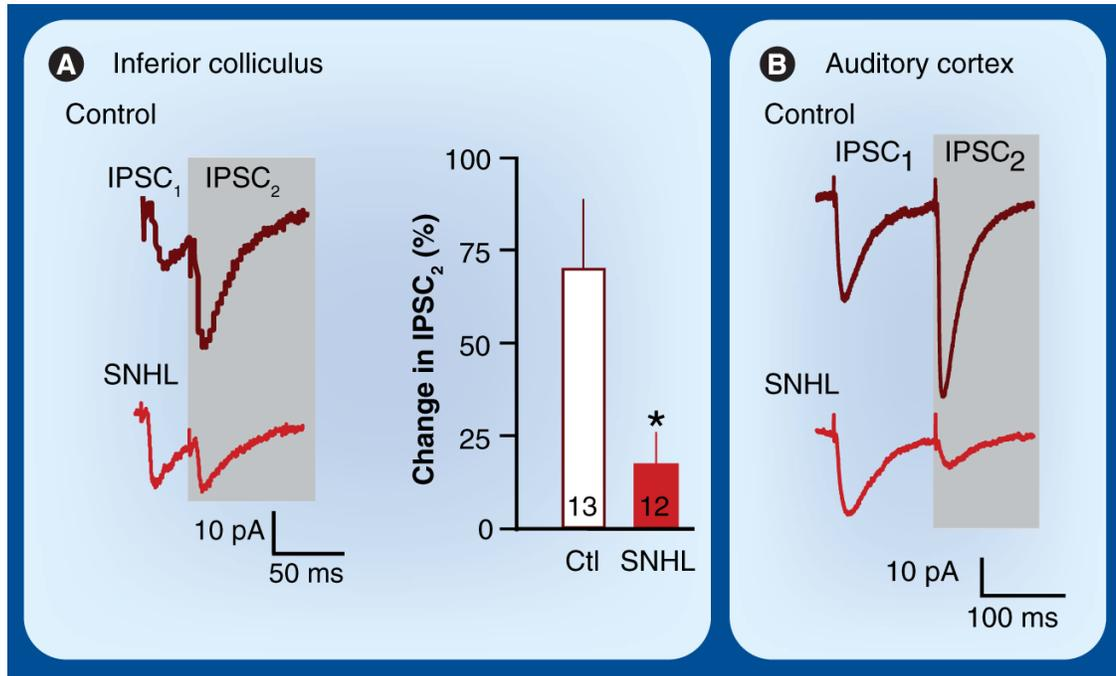 A Inferior colliculus
Control
IPSC₁ IPSC₂
SNHL
10 pA
50 ms
Change in IPSC₂ (%)
100
75
50
25
0
*
13 12
Ctl SNHL
B Auditory cortex
Control
IPSC₁ IPSC₂
SNHL
10 pA
100 ms